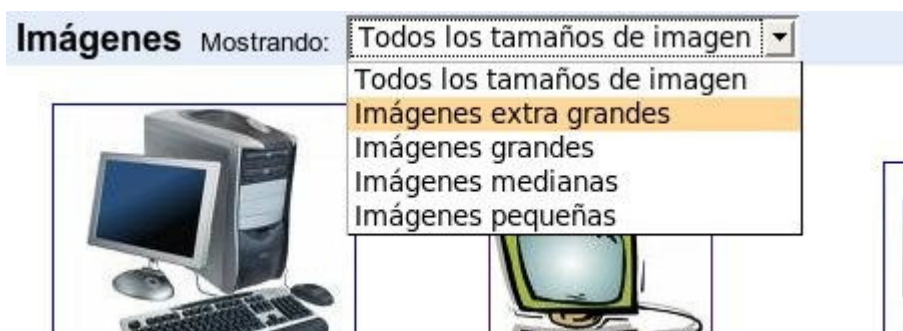 Imágenes Mostrando: Todos los tamaños de imagen
Todos los tamaños de imagen
Imágenes extra grandes
Imágenes grandes
Imágenes medianas
Imágenes pequeñas